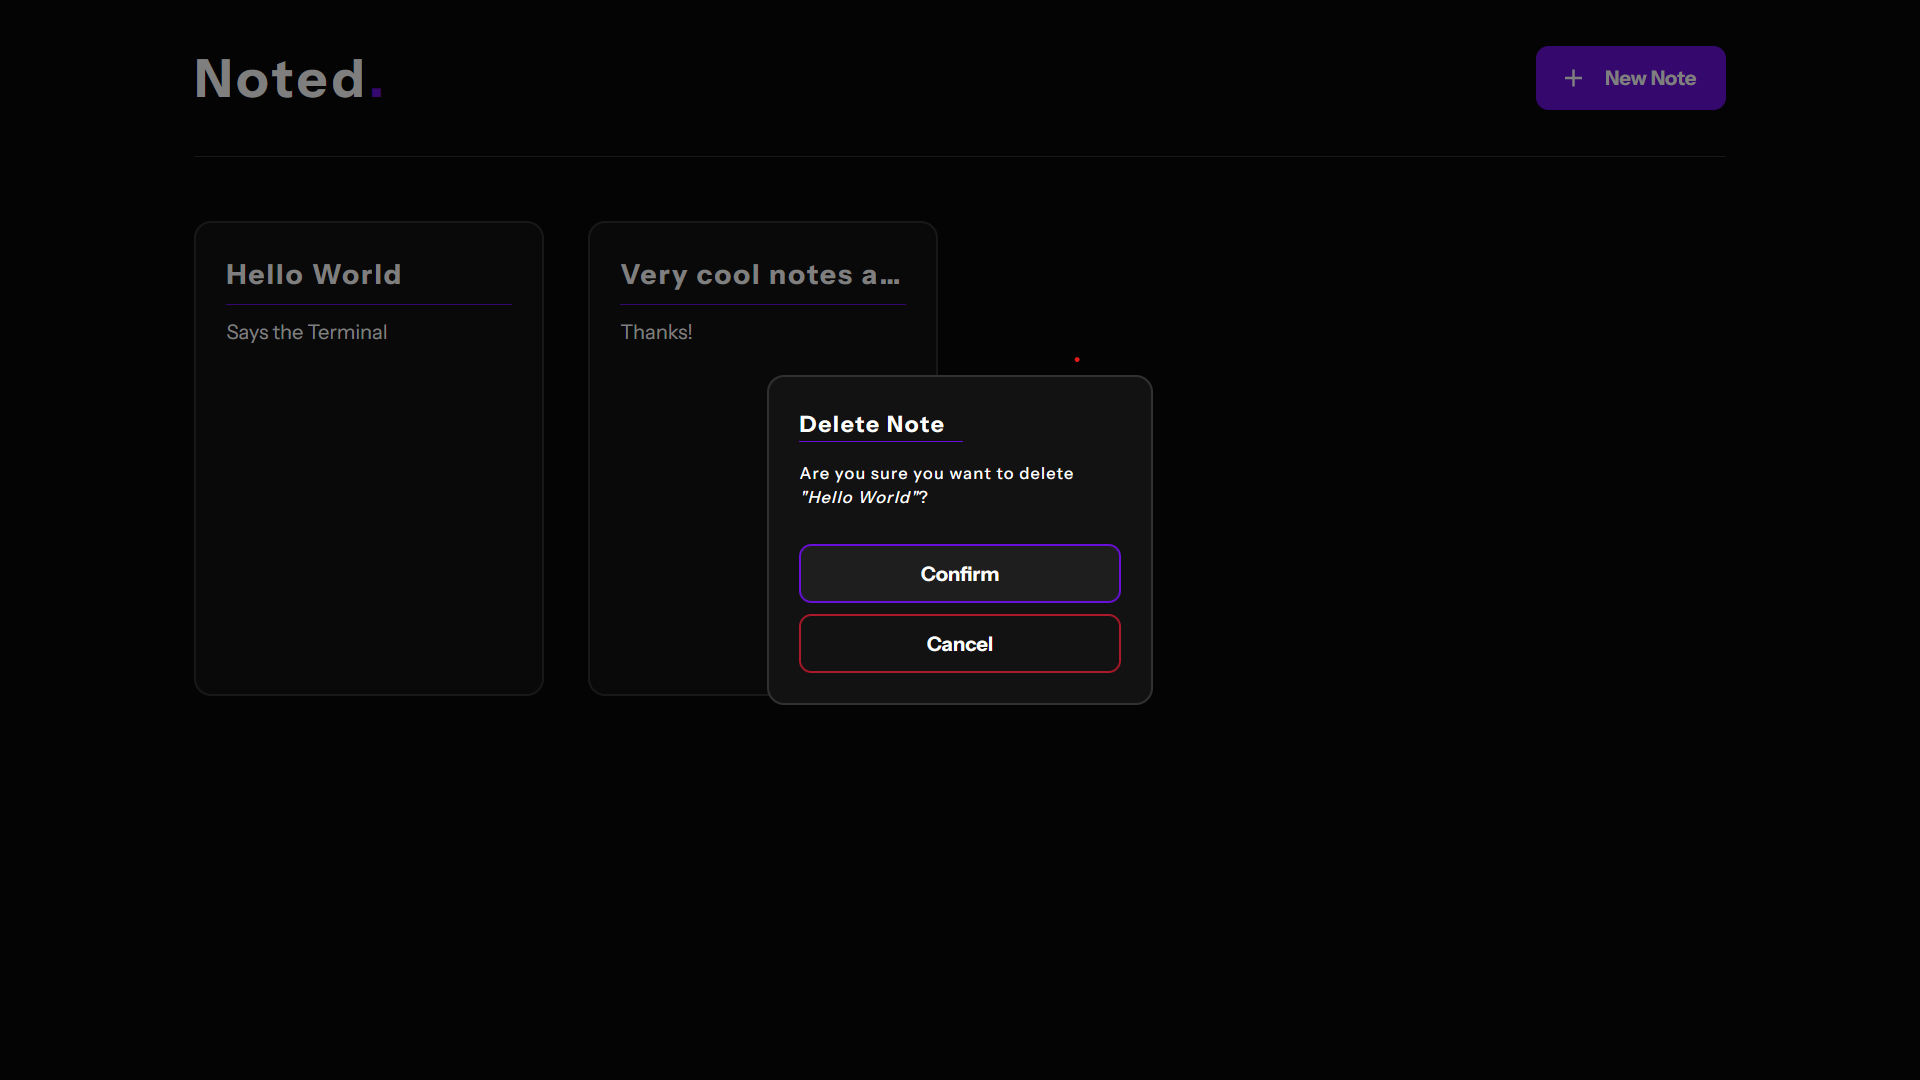 Noted.
+ New Note
Hello World
Says the Terminal
Very cool notes a...
Thanks!
Delete Note
Are you sure you want to delete
"Hello World"?
Confirm
Cancel